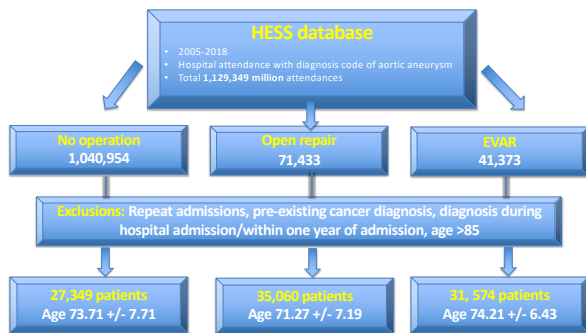 HESS database
• 2005-2018
• Hospital attendance with diagnosis code of aortic aneurysm
• Total 1,129,349 million attendances
No operation
1,040,954
Open repair
71,433
EVAR
41,373
Exclusions: Repeat admissions, pre-existing cancer diagnosis, diagnosis during
hospital admission/within one year of admission, age >85
27,349 patients
Age 73.71 +/- 7.71
35,060 patients
Age 71.27 +/- 7.19
31, 574 patients
Age 74.21 +/- 6.43